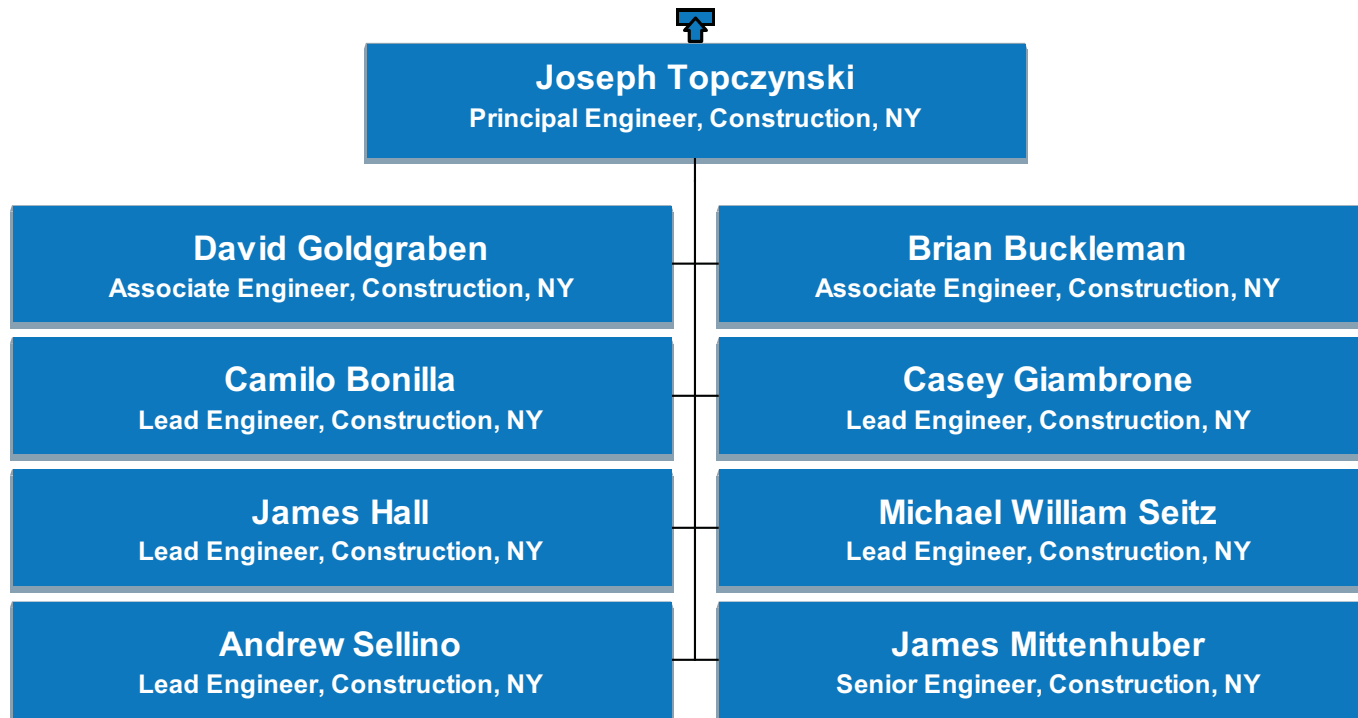 Joseph Topczynski
Principal Engineer, Construction, NY
David Goldgraben
Associate Engineer, Construction, NY
Brian Buckleman
Associate Engineer, Construction, NY
Camilo Bonilla
Lead Engineer, Construction, NY
Casey Giambrone
Lead Engineer, Construction, NY
James Hall
Lead Engineer, Construction, NY
Michael William Seitz
Lead Engineer, Construction, NY
Andrew Sellino
Lead Engineer, Construction, NY
James Mittenhuber
Senior Engineer, Construction, NY